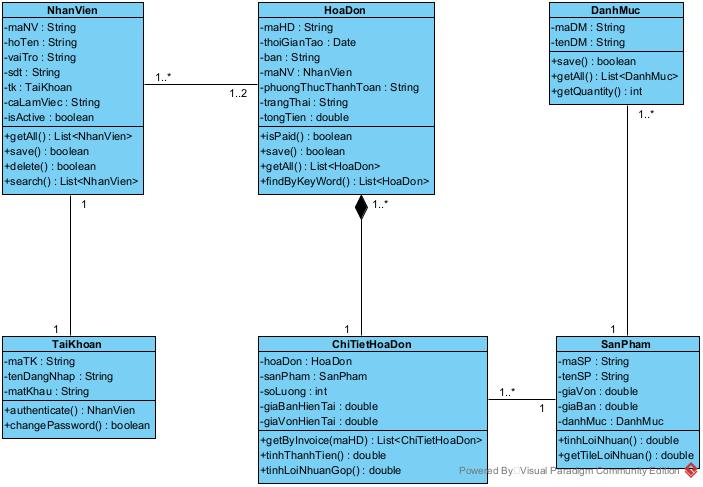 NhanVien
-maNV : String
-hoTen : String
-vaiTro : String
-sdt : String
-tk : TaiKhoan
-caLamViec : String
-isActive : boolean
+getAll() : List<NhanVien>
+save() : boolean
+delete() : boolean
+search() : List<NhanVien>
1..*
1..2
HoaDon
-maHD : String
-thoiGianTao : Date
-ban : String
-maNV : NhanVien
-phuongThucThanhToan : String
-trangThai : String
-tongTien : double
+isPaid() : boolean
+save() : boolean
+getAll() : List<HoaDon>
+findByKeyWord() : List<HoaDon>
DanhMuc
-maDM : String
-tenDM : String
+save() : boolean
+getAll() : List<DanhMuc>
+getQuantity() : int
1..*
1
1..*
1
1
1
TaiKhoan
-maTK : String
-tenDangNhap : String
-matKhau : String
+authenticate() : NhanVien
+changePassword() : boolean
ChiTietHoaDon
-hoaDon : HoaDon
-sanPham : SanPham
-soLuong : int
-giaBanHienTai : double
-giaVonHienTai : double
+getByInvoice(maHD) : List<ChiTietHoaDon>
+tinhThanhTien() : double
+tinhLoiNhuanGop() : double
1..*
1
SanPham
-maSP : String
-tenSP : String
-giaVon : double
-giaBan : double
-danhMuc : DanhMuc
+tinhLoiNhuan() : double
+getTileLoiNhuan() : double
Powered By Visual Paradigm Community Edition